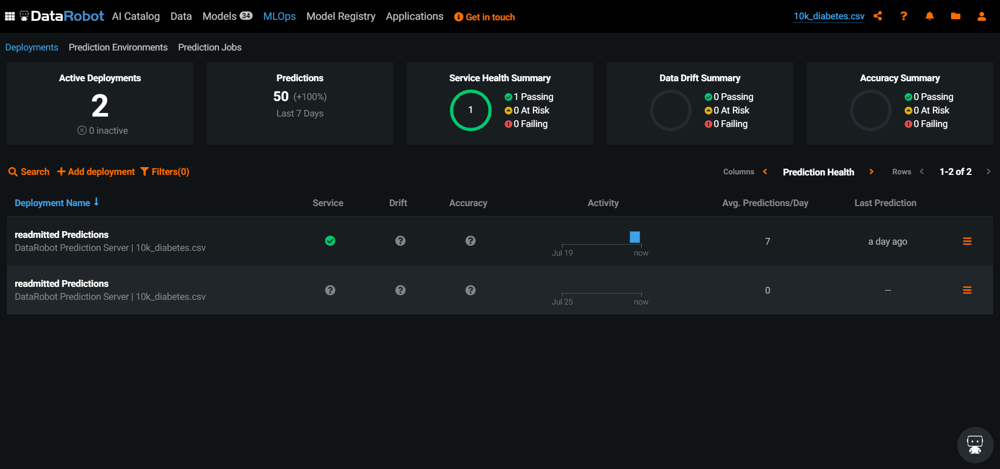 DataRobot AI Catalog Data Models 34 MLOps Model Registry Applications Get in touch 10k_diabetes.csv
Deployments Prediction Environments Prediction Jobs
Active Deployments
2
0 inactive
Predictions
50 (+100%)
Last 7 Days
Service Health Summary
1
1 Passing
0 At Risk
0 Failing
Data Drift Summary
0 Passing
0 At Risk
0 Failing
Accuracy Summary
0 Passing
0 At Risk
0 Failing
Search Add deployment Filters(0) Columns Prediction Health Rows 1-2 of 2
Deployment Name Service Drift Accuracy Activity Avg. Predictions/Day Last Prediction
readmitted Predictions
DataRobot Prediction Server | 10k_diabetes.csv
Jul 19 now
7
a day ago
readmitted Predictions
DataRobot Prediction Server | 10k_diabetes.csv
Jul 25 now
0
—